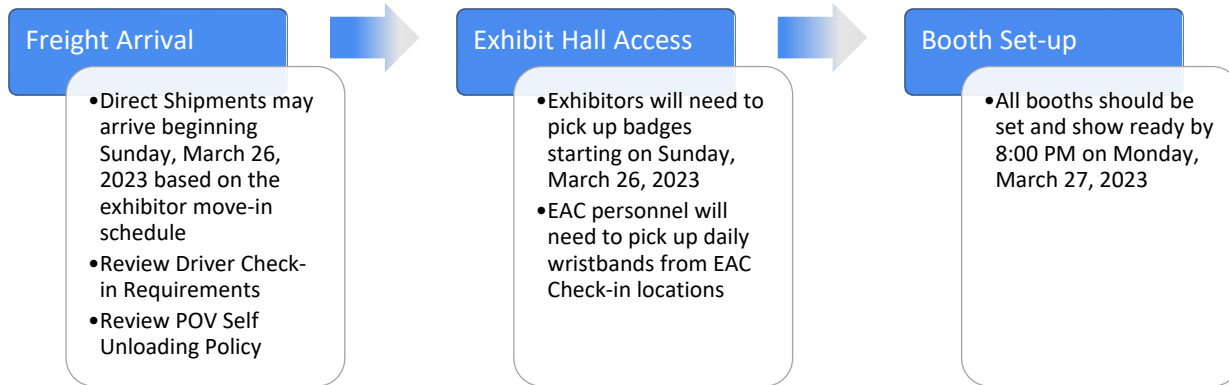 Freight Arrival
•Direct Shipments may
arrive beginning
Sunday, March 26,
2023 based on the
exhibitor move-in
schedule
•Review Driver Check-
in Requirements
•Review POV Self
Unloading Policy
Exhibit Hall Access
•Exhibitors will need to
pick up badges
starting on Sunday,
March 26, 2023
•EAC personnel will
need to pick up daily
wristbands from EAC
Check-in locations
Booth Set-up
•All booths should be
set and show ready by
8:00 PM on Monday,
March 27, 2023